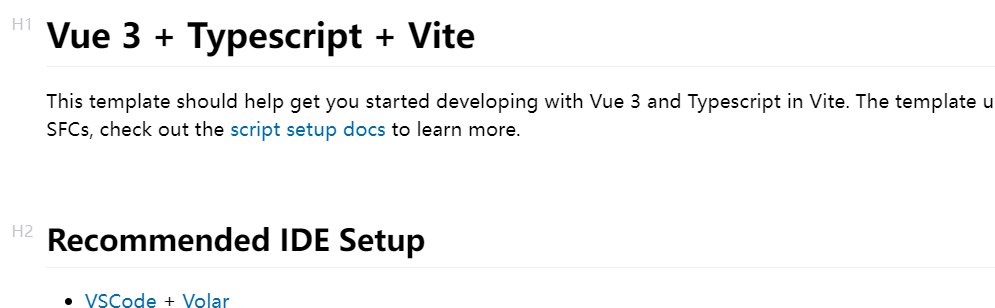 H1
Vue 3 + Typescript + Vite
This template should help get you started developing with Vue 3 and Typescript in Vite. The template u
SFCs, check out the script setup docs to learn more.
H2
Recommended IDE Setup
VSCode + Volar